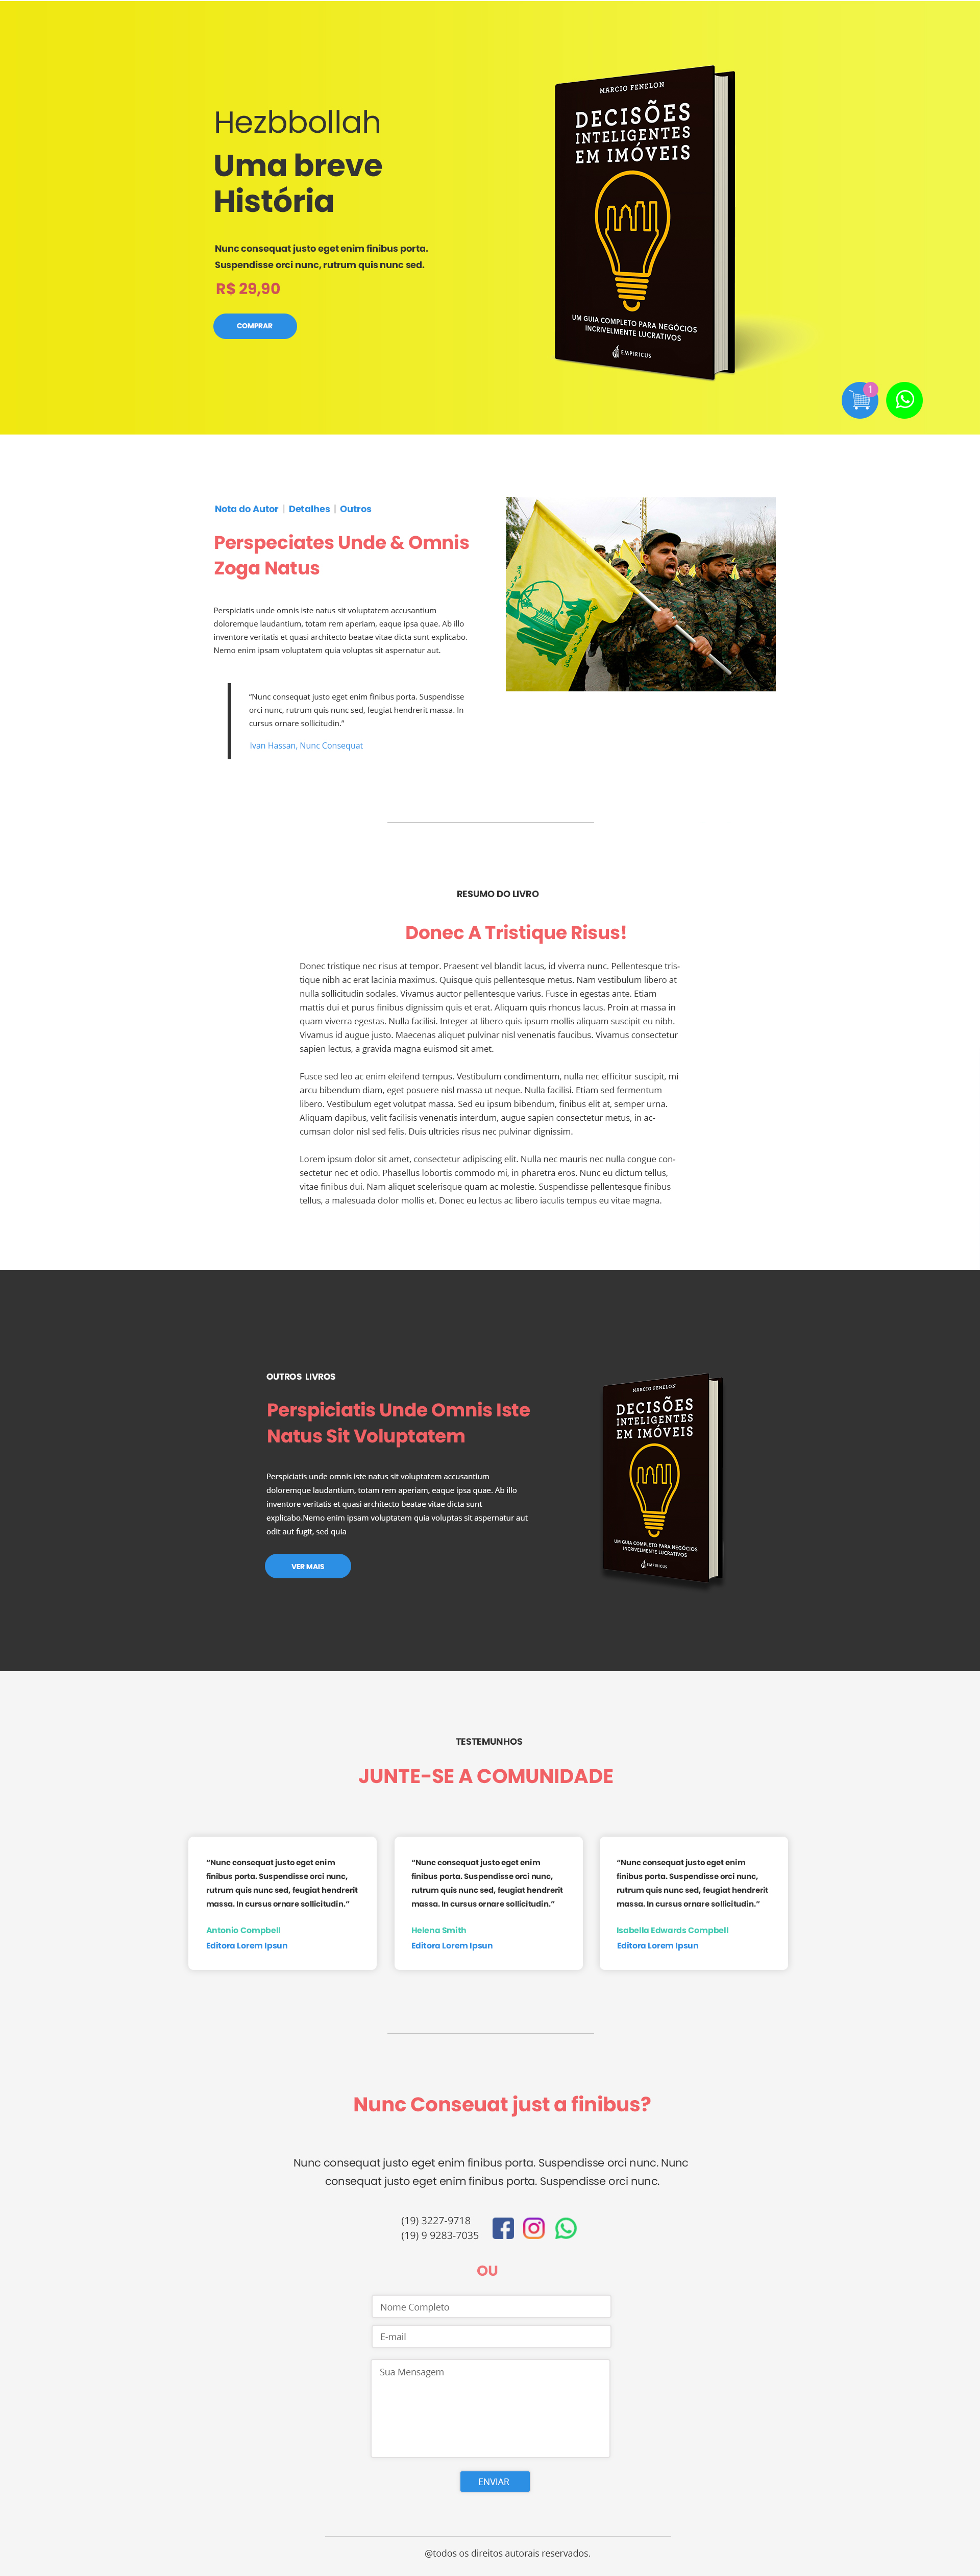 Hezbbollah
Uma breve
História
Nunc consequat justo eget enim finibus porta.
Suspendisse orci nunc, rutrum quis nunc sed.
R$ 29,90
COMPRAR
MARCIO FENELON
DECISÕES
INTELIGENTES
EM IMÓVEIS
UM GUIA COMPLETO PARA NEGÓCIOS
INCRIVELMENTE LUCRATIVOS
EMPIRICUS
1
Nota do Autor | Detalhes | Outros
Perspeciates Unde & Omnis
Zoga Natus
Perspiciatis unde omnis iste natus sit voluptatem accusantium
doloremque laudantium, totam rem aperiam, eaque ipsa quae. Ab illo
inventore veritatis et quasi architecto beatae vitae dicta sunt explicabo.
Nemo enim ipsam voluptatem quia voluptas sit aspernatur aut.
“Nunc consequat justo eget enim finibus porta. Suspendisse
orci nunc, rutrum quis nunc sed, feugiat hendrerit massa. In
cursus ornare sollicitudin.”
Ivan Hassan, Nunc Consequat
RESUMO DO LIVRO
Donec A Tristique Risus!
Donec tristique nec risus at tempor. Praesent vel blandit lacus, id viverra nunc. Pellentesque tris-
tique nibh ac erat lacinia maximus. Quisque quis pellentesque metus. Nam vestibulum libero at
nulla sollicitudin sodales. Vivamus auctor pellentesque varius. Fusce in egestas ante. Etiam
mattis dui et purus finibus dignissim quis et erat. Aliquam quis rhoncus lacus. Proin at massa in
quam viverra egestas. Nulla facilisi. Integer at libero quis ipsum mollis aliquam suscipit eu nibh.
Vivamus id augue justo. Maecenas aliquet pulvinar nisl venenatis faucibus. Vivamus consectetur
sapien lectus, a gravida magna euismod sit amet.
Fusce sed leo ac enim eleifend tempus. Vestibulum condimentum, nulla nec efficitur suscipit, mi
arcu bibendum diam, eget posuere nisl massa ut neque. Nulla facilisi. Etiam sed fermentum
libero. Vestibulum eget volutpat massa. Sed eu ipsum bibendum, finibus elit at, semper urna.
Aliquam dapibus, velit facilisis venenatis interdum, augue sapien consectetur metus, in ac-
cumsan dolor nisl sed felis. Duis ultricies risus nec pulvinar dignissim.
Lorem ipsum dolor sit amet, consectetur adipiscing elit. Nulla nec mauris nec nulla congue con-
sectetur nec et odio. Phasellus lobortis commodo mi, in pharetra eros. Nunc eu dictum tellus,
vitae finibus dui. Nam aliquet scelerisque quam ac molestie. Suspendisse pellentesque finibus
tellus, a malesuada dolor mollis et. Donec eu lectus ac libero iaculis tempus eu vitae magna.
OUTROS LIVROS
Perspiciatis Unde Omnis Iste
Natus Sit Voluptatem
Perspiciatis unde omnis iste natus sit voluptatem accusantium
doloremque laudantium, totam rem aperiam, eaque ipsa quae. Ab illo
inventore veritatis et quasi architecto beatae vitae dicta sunt
explicabo.Nemo enim ipsam voluptatem quia voluptas sit aspernatur aut
odit aut fugit, sed quia
VER MAIS
MARCIO FENELON
DECISÕES
INTELIGENTES
EM IMÓVEIS
UM GUIA COMPLETO PARA NEGÓCIOS
INCRIVELMENTE LUCRATIVOS
EMPIRICUS
TESTEMUNHOS
JUNTE-SE A COMUNIDADE
“Nunc consequat justo eget enim
finibus porta. Suspendisse orci nunc,
rutrum quis nunc sed, feugiat hendrerit
massa. In cursus ornare sollicitudin.”
Antonio Compbell
Editora Lorem Ipsun
“Nunc consequat justo eget enim
finibus porta. Suspendisse orci nunc,
rutrum quis nunc sed, feugiat hendrerit
massa. In cursus ornare sollicitudin.”
Helena Smith
Editora Lorem Ipsun
“Nunc consequat justo eget enim
finibus porta. Suspendisse orci nunc,
rutrum quis nunc sed, feugiat hendrerit
massa. In cursus ornare sollicitudin.”
Isabella Edwards Compbell
Editora Lorem Ipsun
Nunc Conseuat just a finibus?
Nunc consequat justo eget enim finibus porta. Suspendisse orci nunc. Nunc
consequat justo eget enim finibus porta. Suspendisse orci nunc.
(19) 3227-9718
(19) 9 9283-7035
OU
Nome Completo
E-mail
Sua Mensagem
ENVIAR
@todos os direitos autorais reservados.